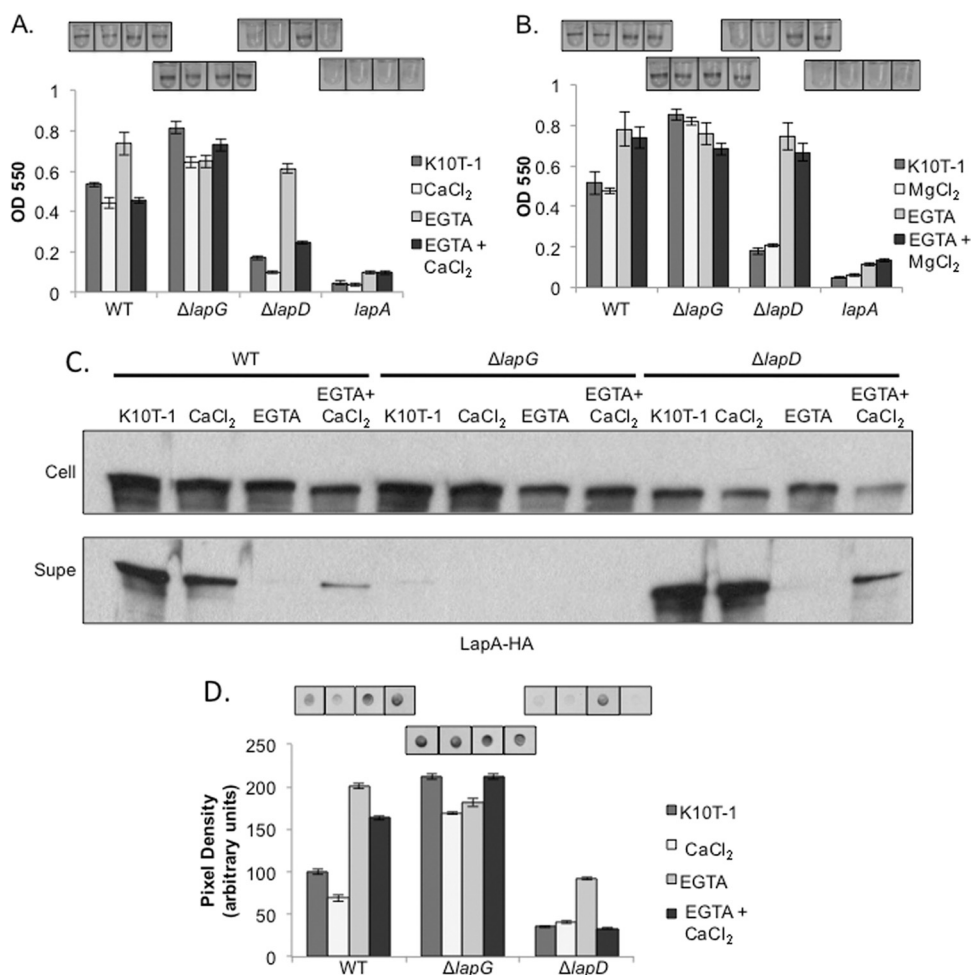 A.
B.
0.8
0.6
0.4
0.2
0
OD 550
WT
ΔlapG
ΔlapD
lapA
K10T-1
CaCl₂
EGTA
EGTA +
CaCl₂
1
0.8
0.6
0.4
0.2
0
OD 550
WT
ΔlapG
ΔlapD
lapA
K10T-1
MgCl₂
EGTA
EGTA +
MgCl₂
C.
WT
ΔlapG
ΔlapD
K10T-1 CaCl₂ EGTA EGTA+ CaCl₂ K10T-1 CaCl₂ EGTA EGTA+ CaCl₂ K10T-1 CaCl₂ EGTA EGTA+ CaCl₂
Cell
Supe
LapA-HA
D.
250
200
150
100
50
0
Pixel Density
(arbitrary units)
WT
ΔlapG
ΔlapD
K10T-1
CaCl₂
EGTA
EGTA +
CaCl₂